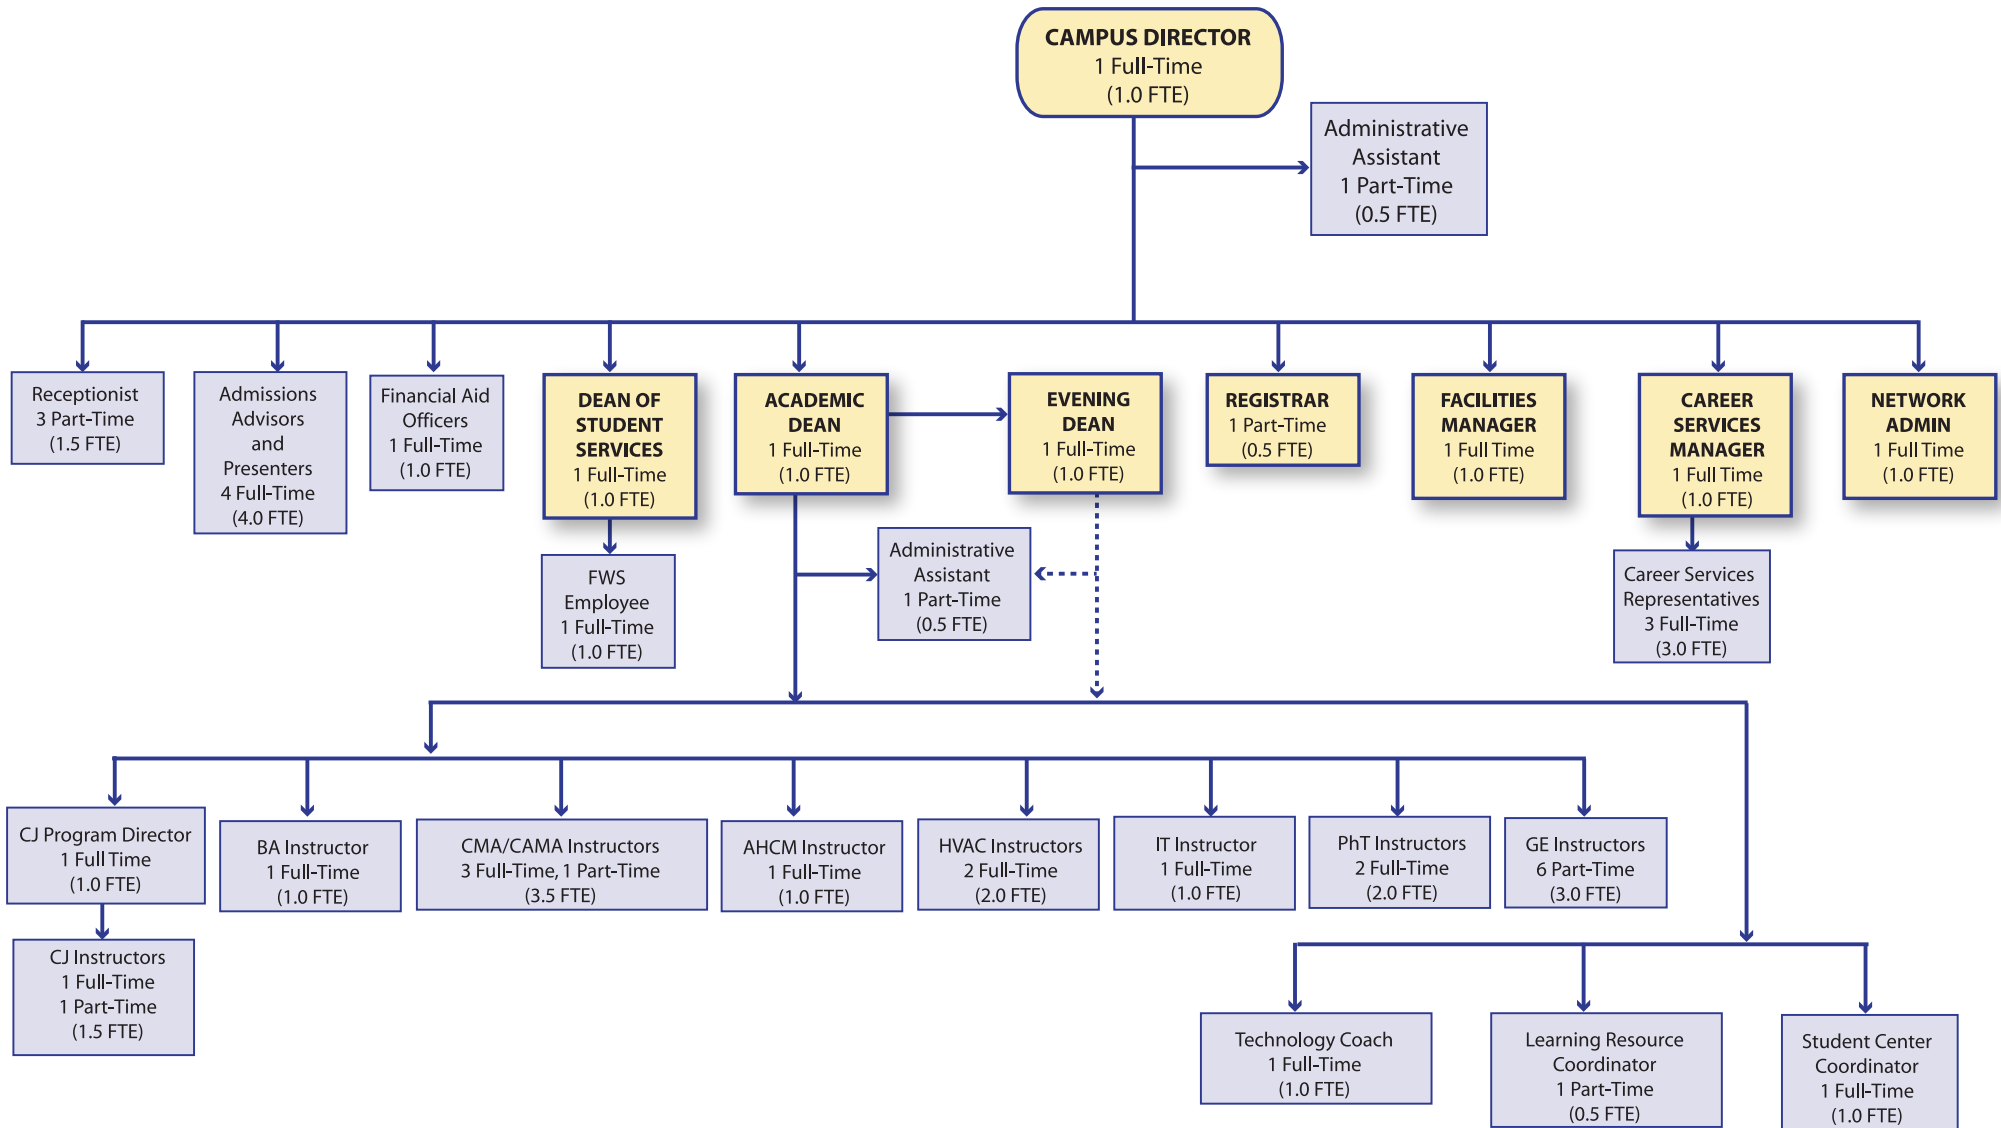 CAMPUS DIRECTOR
1 Full-Time
(1.0 FTE)
Administrative
Assistant
1 Part-Time
(0.5 FTE)
Receptionist
3 Part-Time
(1.5 FTE)
Admissions
Advisors
and
Presenters
4 Full-Time
(4.0 FTE)
Financial Aid
Officers
1 Full-Time
(1.0 FTE)
DEAN OF
STUDENT
SERVICES
1 Full-Time
(1.0 FTE)
ACADEMIC
DEAN
1 Full-Time
(1.0 FTE)
EVENING
DEAN
1 Full-Time
(1.0 FTE)
REGISTRAR
1 Part-Time
(0.5 FTE)
FACILITIES
MANAGER
1 Full Time
(1.0 FTE)
CAREER
SERVICES
MANAGER
1 Full Time
(1.0 FTE)
NETWORK
ADMIN
1 Full Time
(1.0 FTE)
FWS
Employee
1 Full-Time
(1.0 FTE)
Administrative
Assistant
1 Part-Time
(0.5 FTE)
Career Services
Representatives
3 Full-Time
(3.0 FTE)
CJ Program Director
1 Full Time
(1.0 FTE)
BA Instructor
1 Full-Time
(1.0 FTE)
CMA/CAMA Instructors
3 Full-Time, 1 Part-Time
(3.5 FTE)
AHCM Instructor
1 Full-Time
(1.0 FTE)
HVAC Instructors
2 Full-Time
(2.0 FTE)
IT Instructor
1 Full-Time
(1.0 FTE)
PhT Instructors
2 Full-Time
(2.0 FTE)
GE Instructors
6 Part-Time
(3.0 FTE)
CJ Instructors
1 Full-Time
1 Part-Time
(1.5 FTE)
Technology Coach
1 Full-Time
(1.0 FTE)
Learning Resource
Coordinator
1 Part-Time
(0.5 FTE)
Student Center
Coordinator
1 Full-Time
(1.0 FTE)